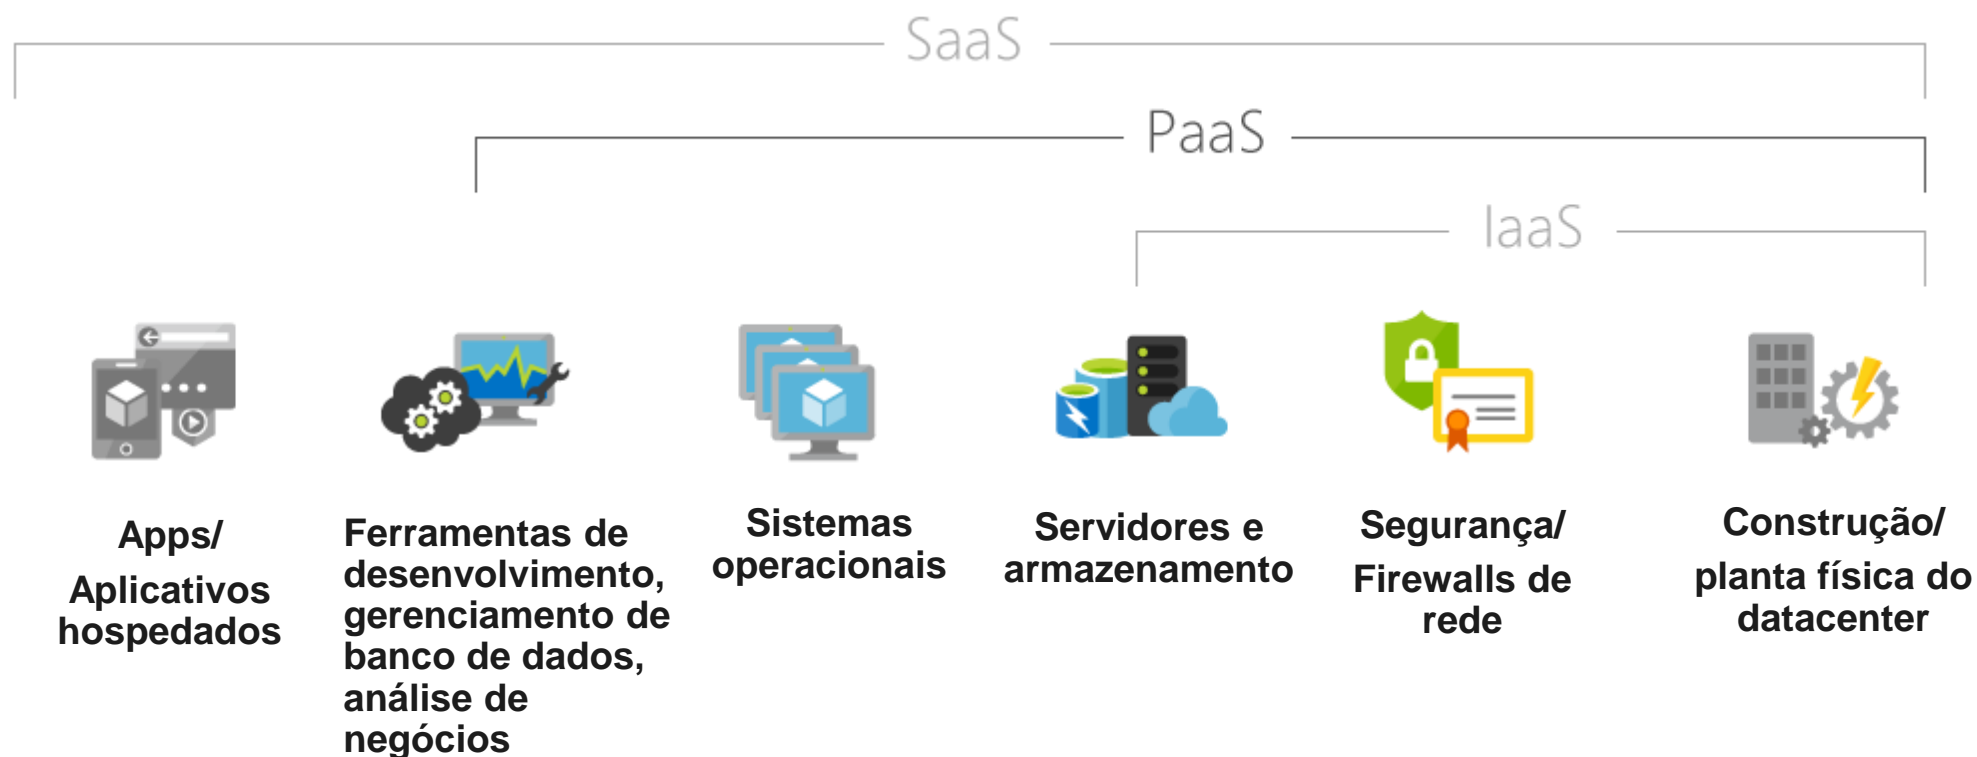 SaaS
PaaS
IaaS
Apps/
Aplicativos
hospedados
Ferramentas de
desenvolvimento,
gerenciamento de
banco de dados,
análise de
negócios
Sistemas
operacionais
Servidores e
armazenamento
Segurança/
Firewalls de
rede
Construção/
planta física do
datacenter